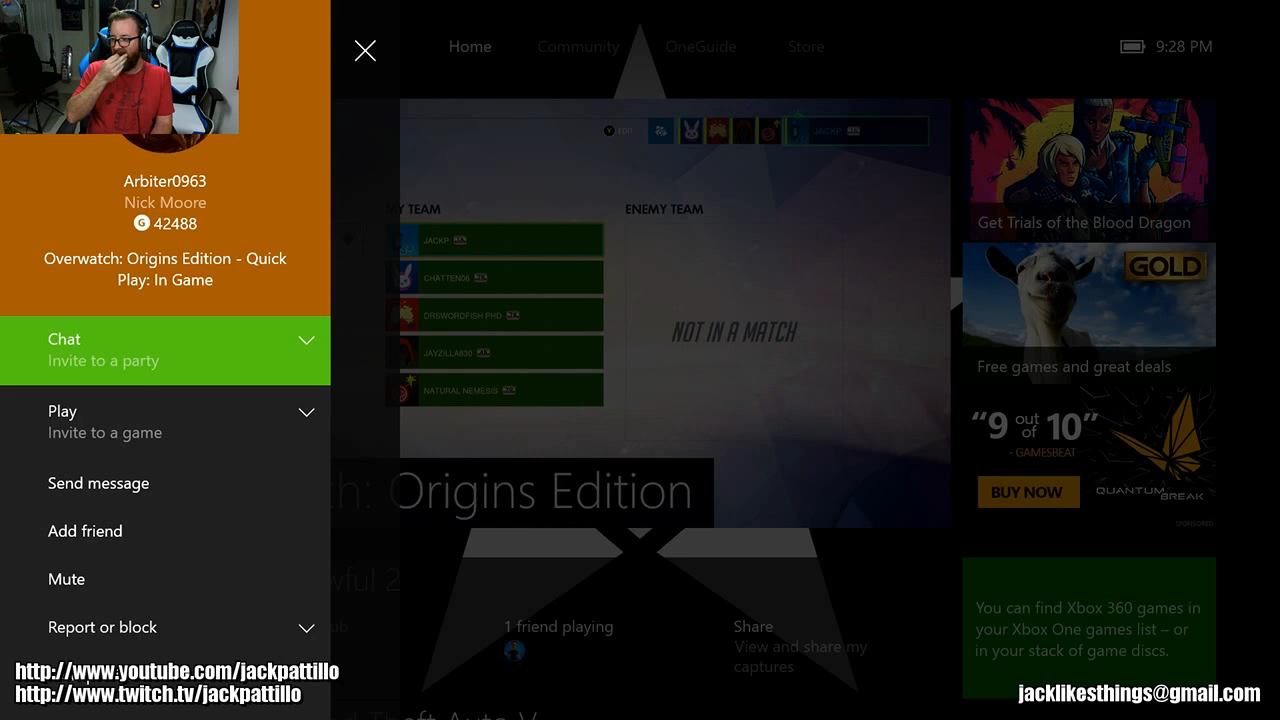 Home
Community
OneGuide
Store
9:28 PM
Arbiter0963
Nick Moore
G 42488
Overwatch: Origins Edition - Quick
Play: In Game
Chat
Invite to a party
Play
Invite to a game
Send message
Add friend
Mute
Report or block
Y EDIT
JACKP
MY TEAM
ENEMY TEAM
JACKP
CHATTEN06
DRSWORDFISH PHD
JAYZILLA830
NATURAL NEMESIS
NOT IN A MATCH
ch: Origins Edition
1 friend playing
Share
View and share my
captures
Get Trials of the Blood Dragon
GOLD
Free games and great deals
“9 out of 10”
- GAMESBEAT
BUY NOW
QUANTUM BREAK
SPONSORED
You can find Xbox 360 games in
your Xbox One games list – or
in your stack of game discs.
http://www.youtube.com/jackpattillo
http://www.twitch.tv/jackpattillo
jacklikesthings@gmail.com